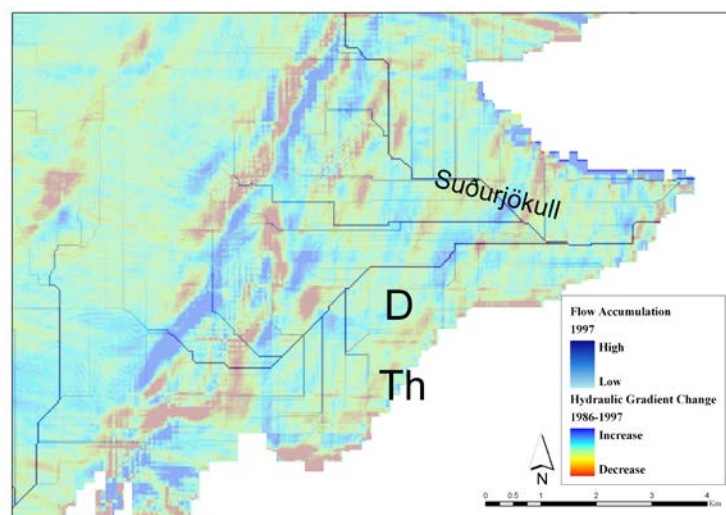 Suðurjökull
D
Th
Flow Accumulation
1997
High
Low
Hydraulic Gradient Change
1986-1997
Increase
Decrease
N
0 0.5 1 2 3 4
Km